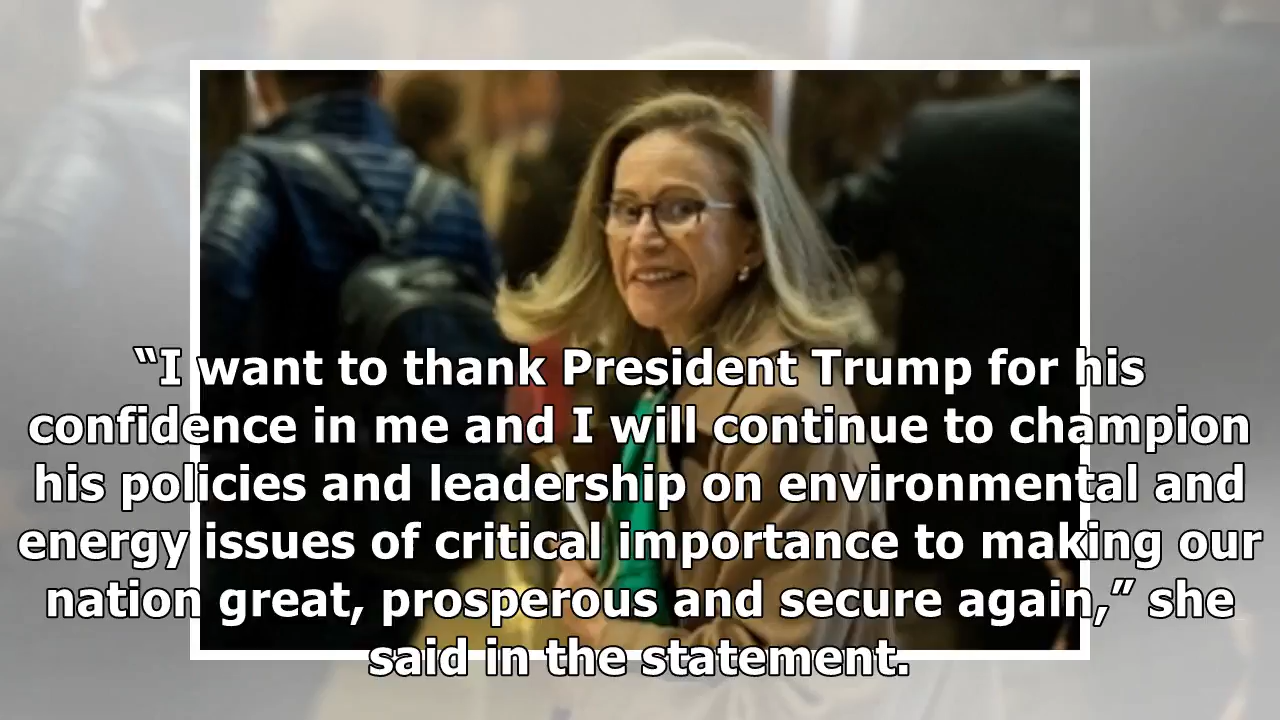 “I want to thank President Trump for his
confidence in me and I will continue to champion
his policies and leadership on environmental and
energy issues of critical importance to making our
nation great, prosperous and secure again,” she
said in the statement.